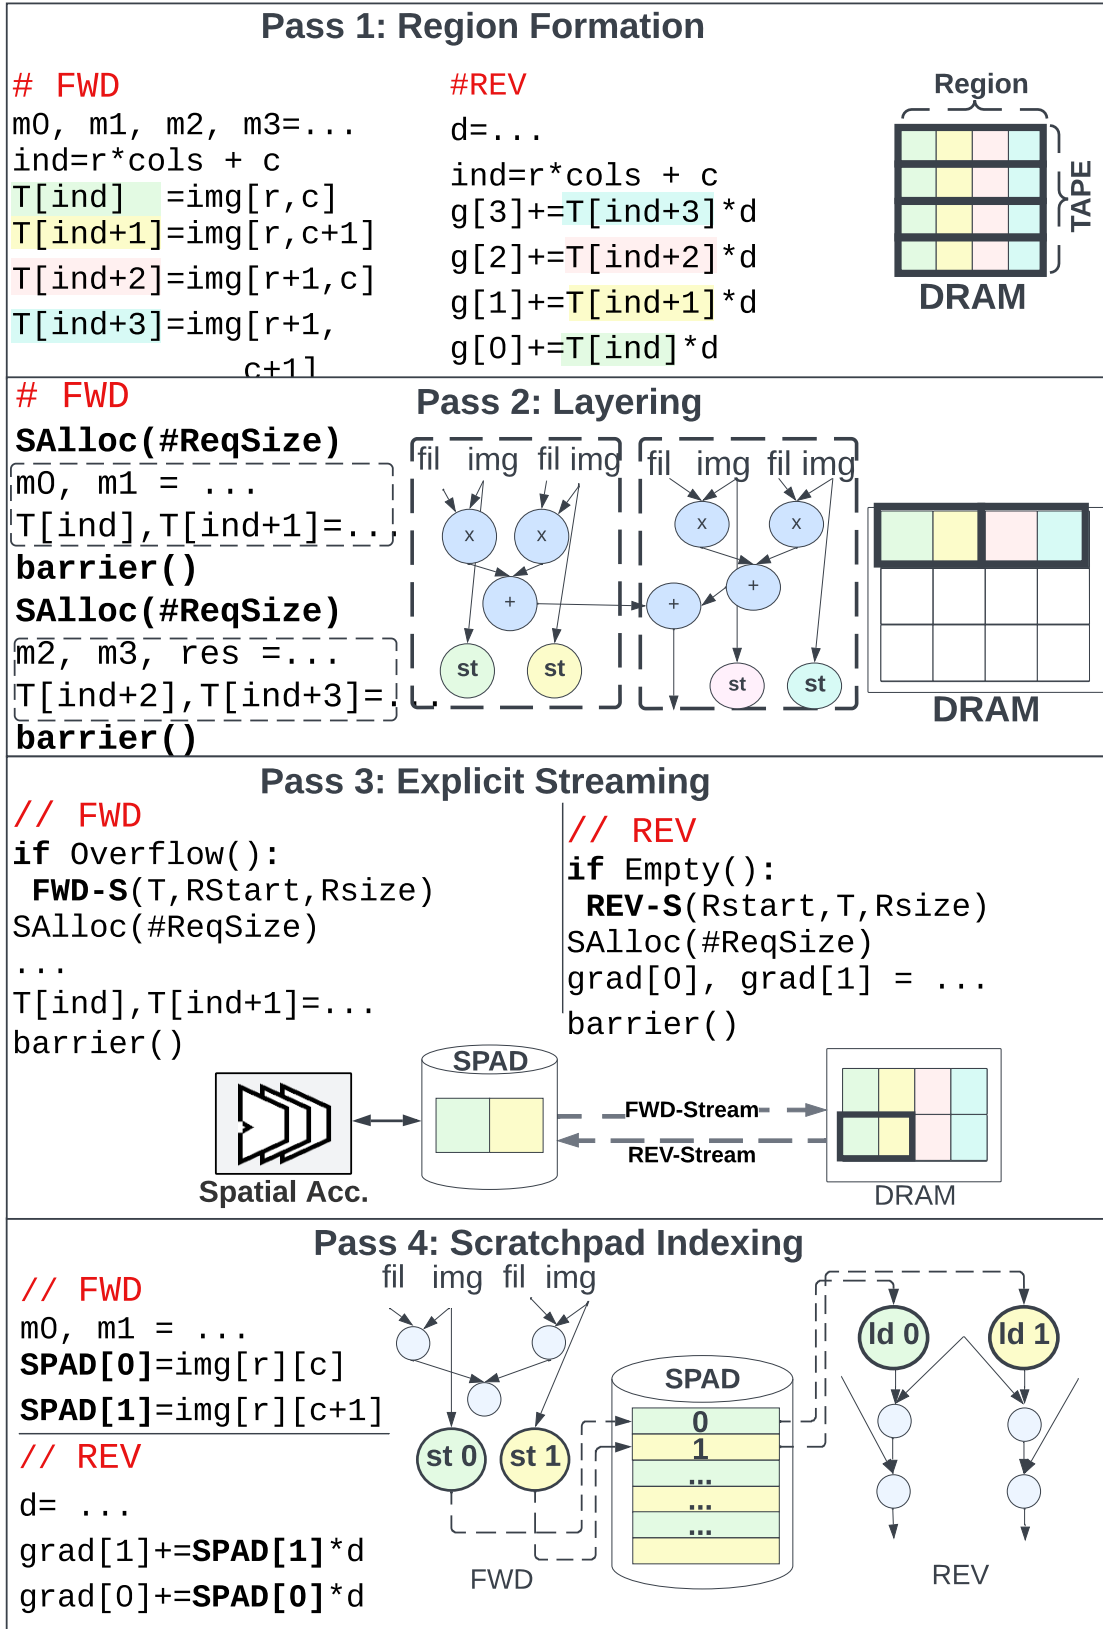 Pass 1: Region Formation
# FWD
m0, m1, m2, m3=...
ind=r*cols + c
T[ind] =img[r,c]
T[ind+1]=img[r,c+1]
T[ind+2]=img[r+1,c]
T[ind+3]=img[r+1,
c+1]
#REV
d=...
ind=r*cols + c
g[3]+=T[ind+3]*d
g[2]+=T[ind+2]*d
g[1]+=T[ind+1]*d
g[0]+=T[ind]*d
Region
TAPE
DRAM
Pass 2: Layering
# FWD
SAlloc(#ReqSize)
m0, m1 = ...
T[ind],T[ind+1]=...
barrier()
SAlloc(#ReqSize)
m2, m3, res =...
T[ind+2],T[ind+3]=...
barrier()
fil img fil img
x x
+
st st
fil img fil img
x x
+
+
st st
DRAM
Pass 3: Explicit Streaming
// FWD
if Overflow():
FWD-S(T,RStart,Rsize)
SAlloc(#ReqSize)
...
T[ind],T[ind+1]=...
barrier()
// REV
if Empty():
REV-S(Rstart,T,Rsize)
SAlloc(#ReqSize)
grad[0], grad[1] = ...
barrier()
Spatial Acc.
SPAD
FWD-Stream
REV-Stream
DRAM
Pass 4: Scratchpad Indexing
// FWD
m0, m1 = ...
SPAD[0]=img[r][c]
SPAD[1]=img[r][c+1]
// REV
d= ...
grad[1]+=SPAD[1]*d
grad[0]+=SPAD[0]*d
fil img fil img
st 0 st 1
FWD
SPAD
0
1
...
...
...
ld 0 ld 1
REV